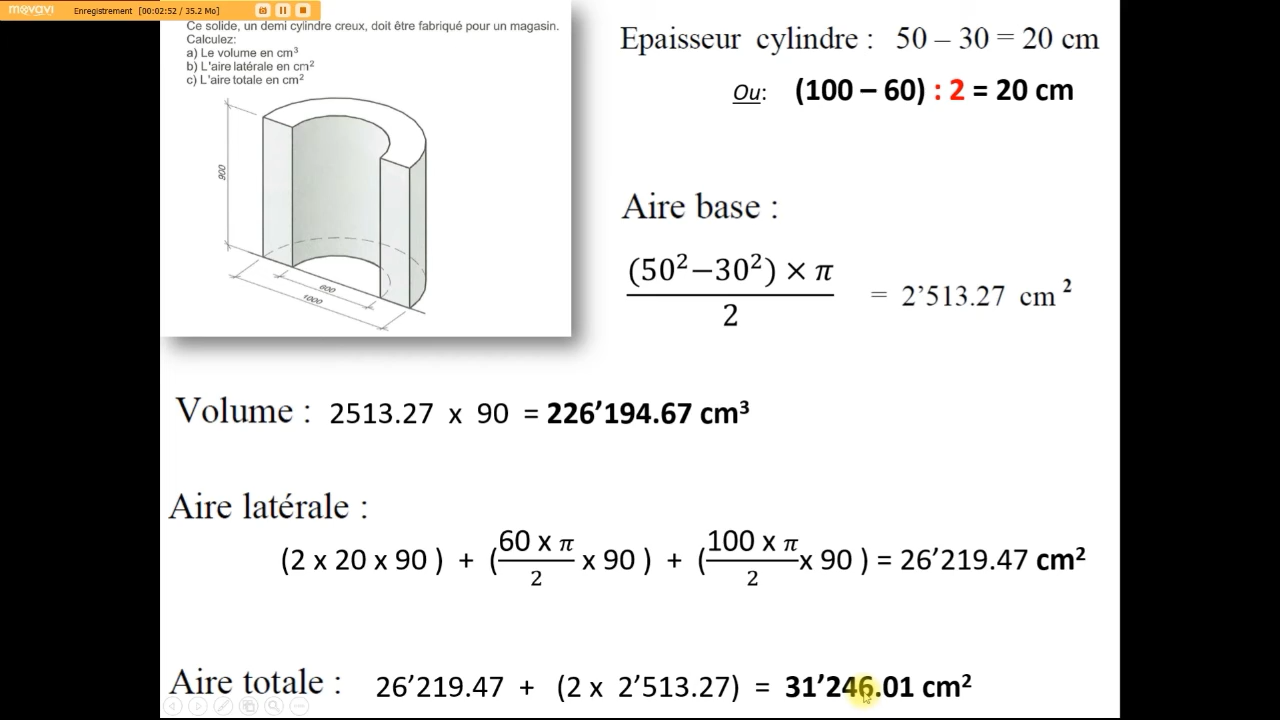 movavi Enregistrement [00:02:52 / 35.2 Mo]
Ce solide, un demi cylindre creux, doit être fabriqué pour un magasin.
Calculez:
a) Le volume en cm³
b) L'aire latérale en cm²
c) L'aire totale en cm²
900
600
1000
Epaisseur cylindre : 50 – 30 = 20 cm
Ou: (100 – 60) : 2 = 20 cm
Aire base :
(50²−30²) × π
2
= 2’513.27 cm ²
Volume : 2513.27 x 90 = 226’194.67 cm³
Aire latérale :
(2 x 20 x 90 ) + (60 x π / 2 x 90 ) + (100 x π / 2 x 90 ) = 26’219.47 cm²
Aire totale : 26’219.47 + (2 x 2’513.27) = 31’246.01 cm²